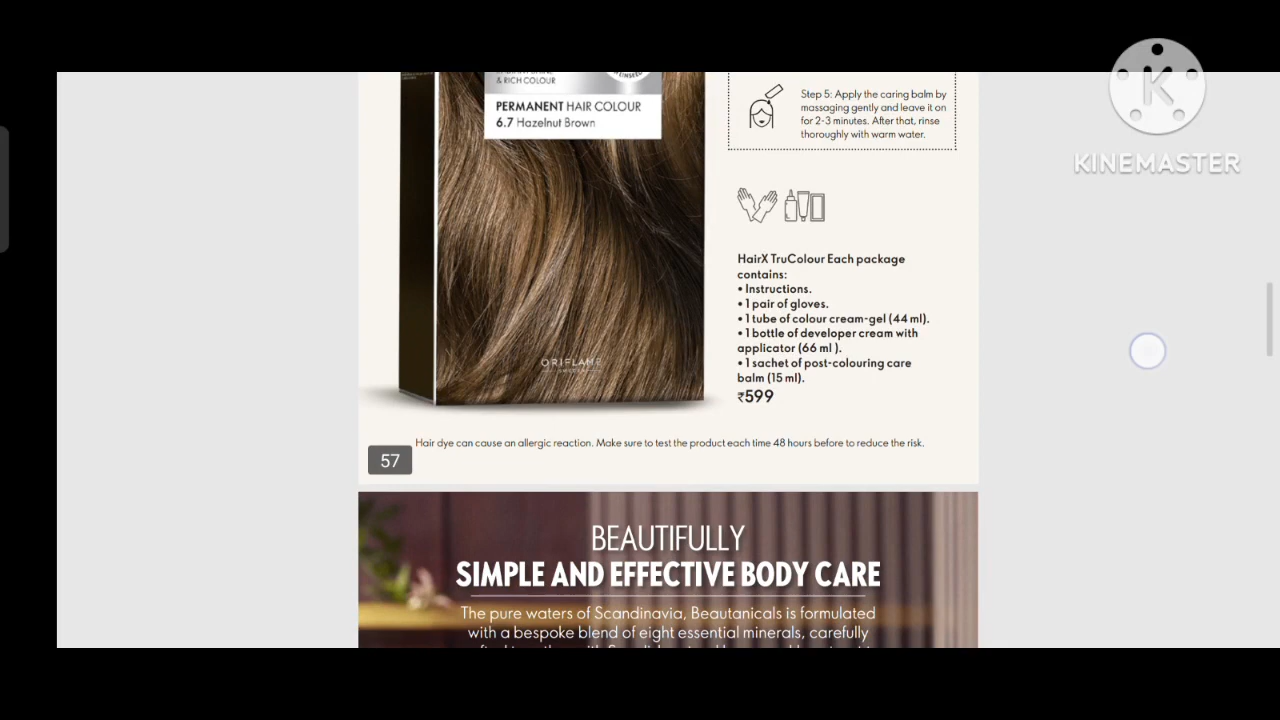 & RICH COLOUR
PERMANENT HAIR COLOUR
6.7 Hazelnut Brown
ORIFLAME
Step 5: Apply the caring balm by
massaging gently and leave it on
for 2-3 minutes. After that, rinse
thoroughly with warm water.
HairX TruColour Each package
contains:
• Instructions.
• 1 pair of gloves.
• 1 tube of colour cream-gel (44 ml).
• 1 bottle of developer cream with
applicator (66 ml ).
• 1 sachet of post-colouring care
balm (15 ml).
₹599
Hair dye can cause an allergic reaction. Make sure to test the product each time 48 hours before to reduce the risk.
57
BEAUTIFULLY
SIMPLE AND EFFECTIVE BODY CARE
The pure waters of Scandinavia, Beautanicals is formulated
with a bespoke blend of eight essential minerals, carefully
K
KINEMASTER